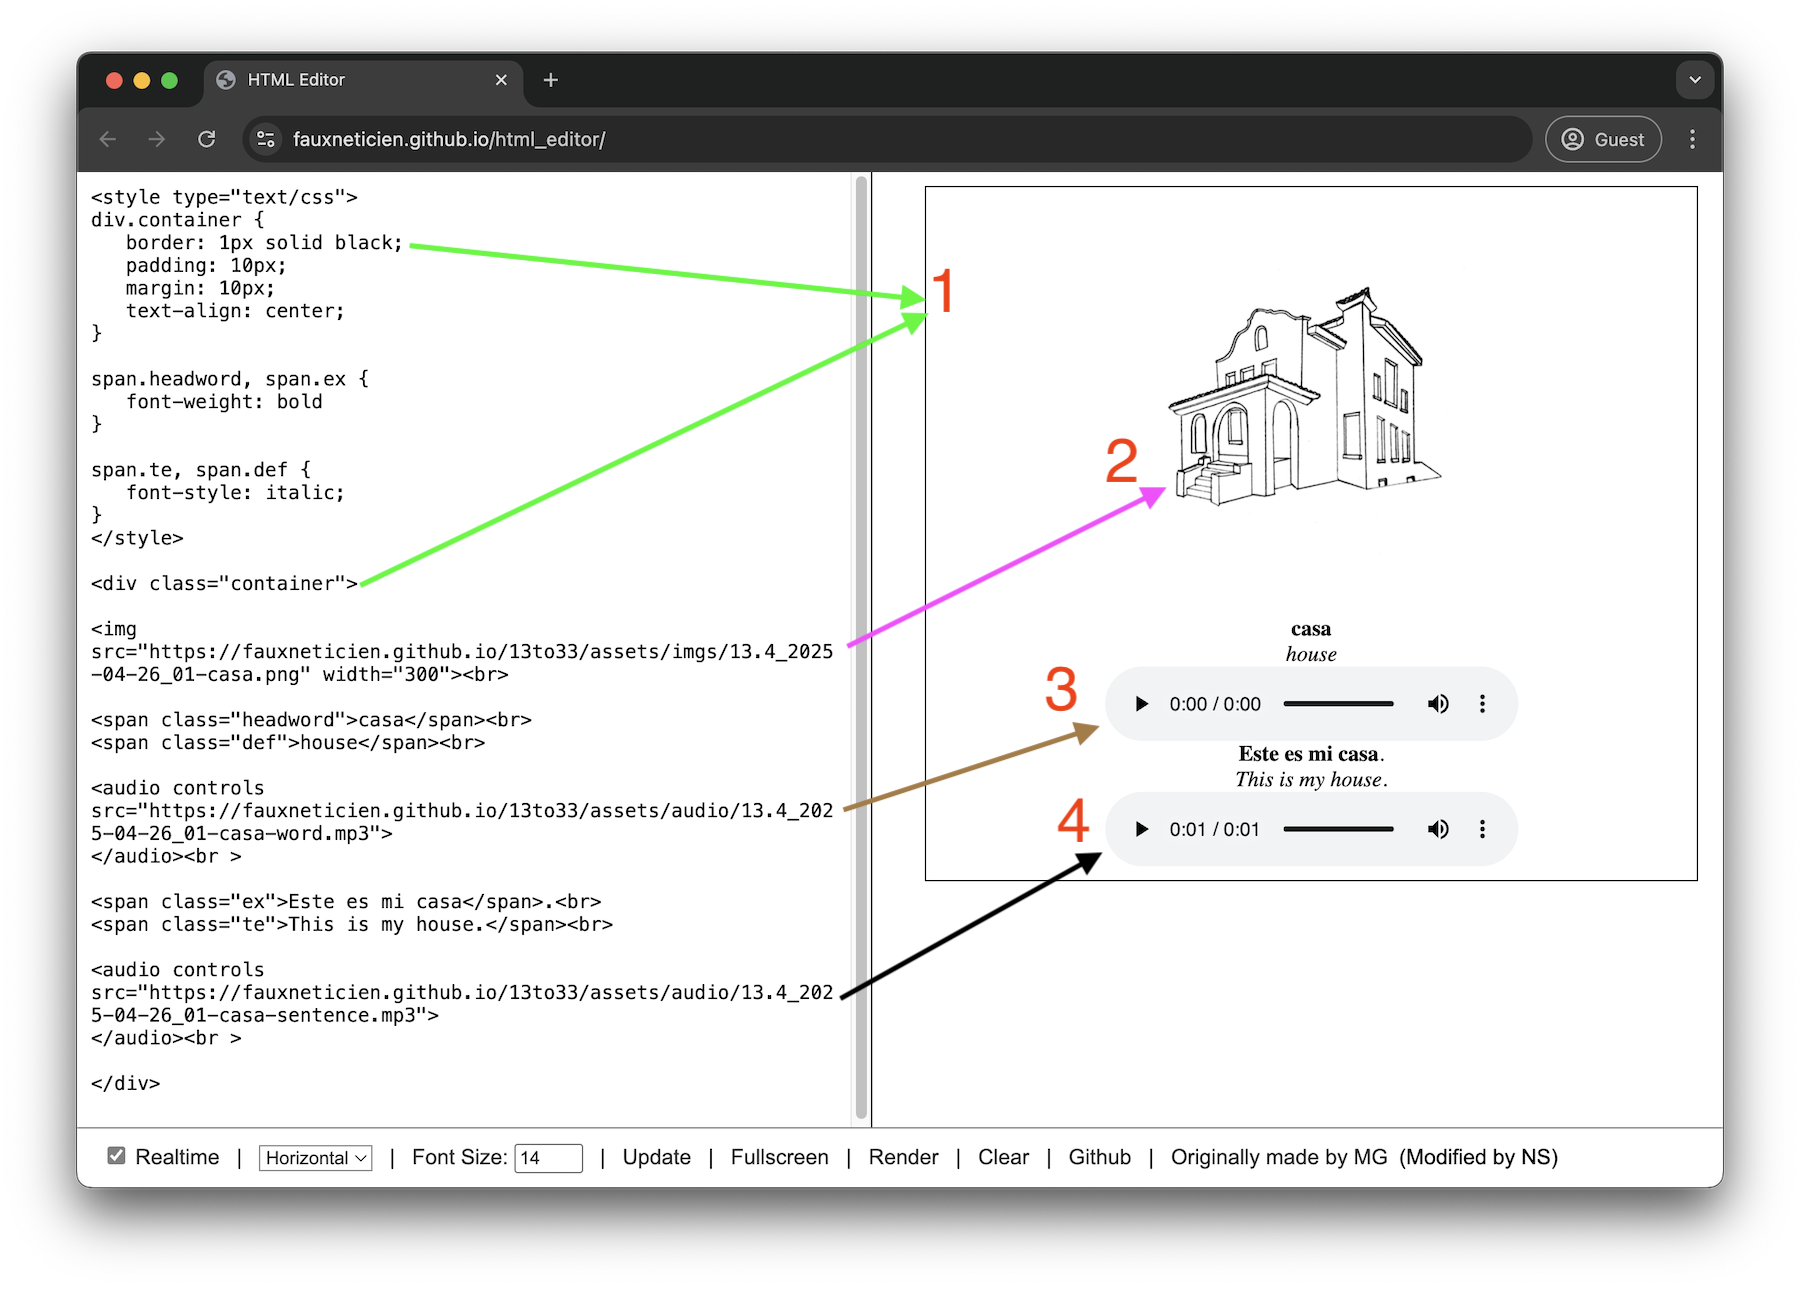 HTML Editor
fauxneticien.github.io/html_editor/
Guest
<style type="text/css">
div.container {
   border: 1px solid black;
   padding: 10px;
   margin: 10px;
   text-align: center;
}
span.headword, span.ex {
   font-weight: bold
}
span.te, span.def {
   font-style: italic;
}
</style>
<div class="container">
<img
src="https://fauxneticien.github.io/13to33/assets/imgs/13.4_2025
-04-26_01-casa.png" width="300"><br>
<span class="headword">casa</span><br>
<span class="def">house</span><br>
<audio controls
src="https://fauxneticien.github.io/13to33/assets/audio/13.4_202
5-04-26_01-casa-word.mp3">
</audio><br >
<span class="ex">Este es mi casa</span>.<br>
<span class="te">This is my house.</span><br>
<audio controls
src="https://fauxneticien.github.io/13to33/assets/audio/13.4_202
5-04-26_01-casa-sentence.mp3">
</audio><br >
</div>
1
2
casa
house
3
0:00 / 0:00
Este es mi casa.
This is my house.
4
0:01 / 0:01
Realtime | Horizontal | Font Size: 14 | Update | Fullscreen | Render | Clear | Github | Originally made by MG (Modified by NS)